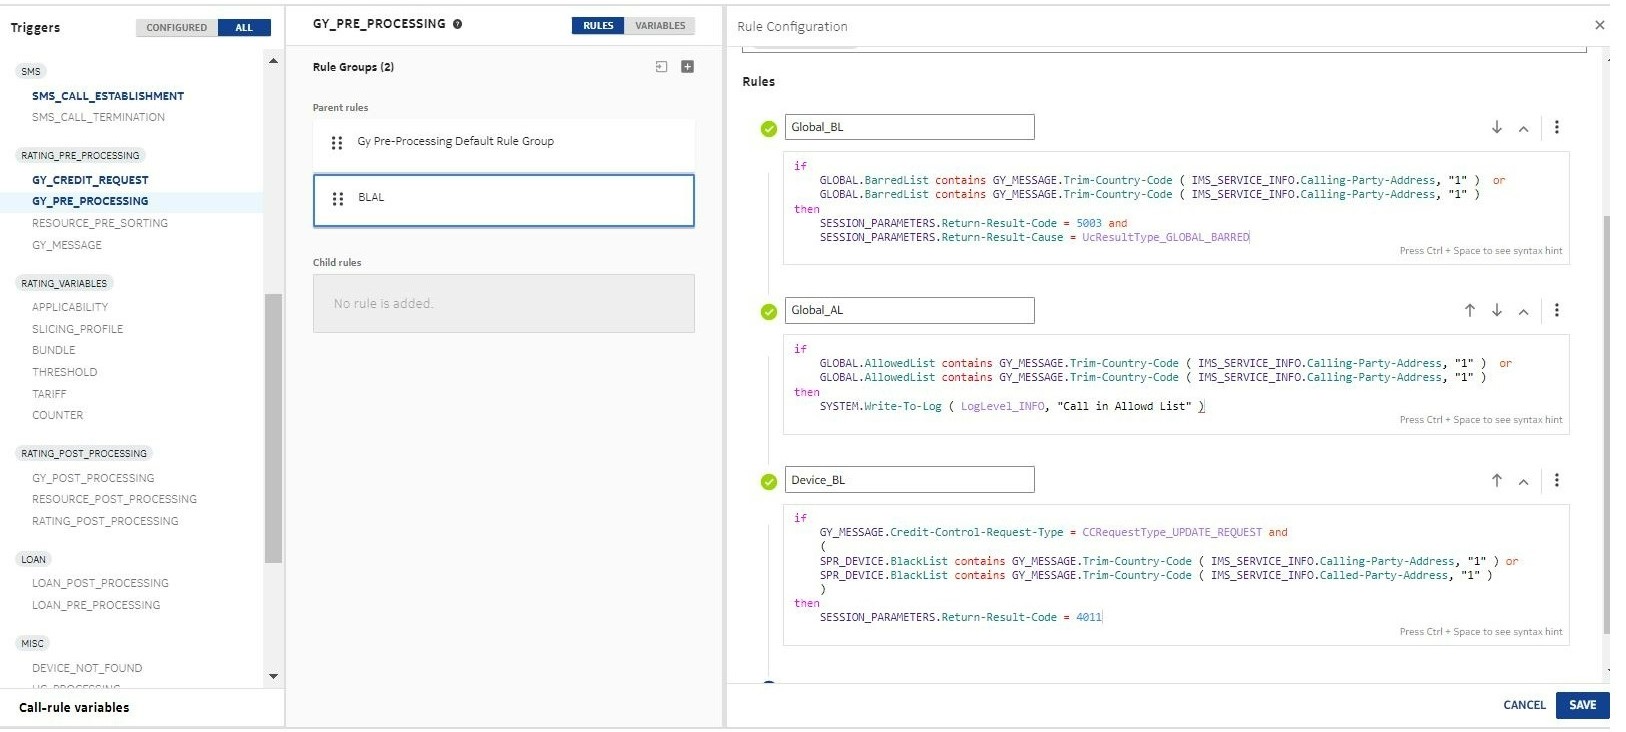 Triggers
CONFIGURED
ALL
SMS
SMS_CALL_ESTABLISHMENT
SMS_CALL_TERMINATION
RATING_PRE_PROCESSING
GY_CREDIT_REQUEST
GY_PRE_PROCESSING
RESOURCE_PRE_SORTING
GY_MESSAGE
RATING_VARIABLES
APPLICABILITY
SLICING_PROFILE
BUNDLE
THRESHOLD
TARIFF
COUNTER
RATING_POST_PROCESSING
GY_POST_PROCESSING
RESOURCE_POST_PROCESSING
RATING_POST_PROCESSING
LOAN
LOAN_POST_PROCESSING
LOAN_PRE_PROCESSING
MISC
DEVICE_NOT_FOUND
Call-rule variables
GY_PRE_PROCESSING ?
RULES
VARIABLES
Rule Groups (2)
Parent rules
Gy Pre-Processing Default Rule Group
BLAL
Child rules
No rule is added.
Rule Configuration
Rules
Global_BL
if
GLOBAL.BarredList contains GY_MESSAGE.Trim-Country-Code ( IMS_SERVICE_INFO.Calling-Party-Address, "1" ) or
GLOBAL.BarredList contains GY_MESSAGE.Trim-Country-Code ( IMS_SERVICE_INFO.Calling-Party-Address, "1" )
then
SESSION_PARAMETERS.Return-Result-Code = 5003 and
SESSION_PARAMETERS.Return-Result-Cause = UcResultType_GLOBAL_BARRED
Press Ctrl + Space to see syntax hint
Global_AL
if
GLOBAL.AllowedList contains GY_MESSAGE.Trim-Country-Code ( IMS_SERVICE_INFO.Calling-Party-Address, "1" ) or
GLOBAL.AllowedList contains GY_MESSAGE.Trim-Country-Code ( IMS_SERVICE_INFO.Calling-Party-Address, "1" )
then
SYSTEM.Write-To-Log ( LogLevel_INFO, "Call in Allowd List" )
Press Ctrl + Space to see syntax hint
Device_BL
if
GY_MESSAGE.Credit-Control-Request-Type = CCRequestType_UPDATE_REQUEST and
(
SPR_DEVICE.BlackList contains GY_MESSAGE.Trim-Country-Code ( IMS_SERVICE_INFO.Calling-Party-Address, "1" ) or
SPR_DEVICE.BlackList contains GY_MESSAGE.Trim-Country-Code ( IMS_SERVICE_INFO.Called-Party-Address, "1" )
)
then
SESSION_PARAMETERS.Return-Result-Code = 4011
Press Ctrl + Space to see syntax hint
CANCEL
SAVE